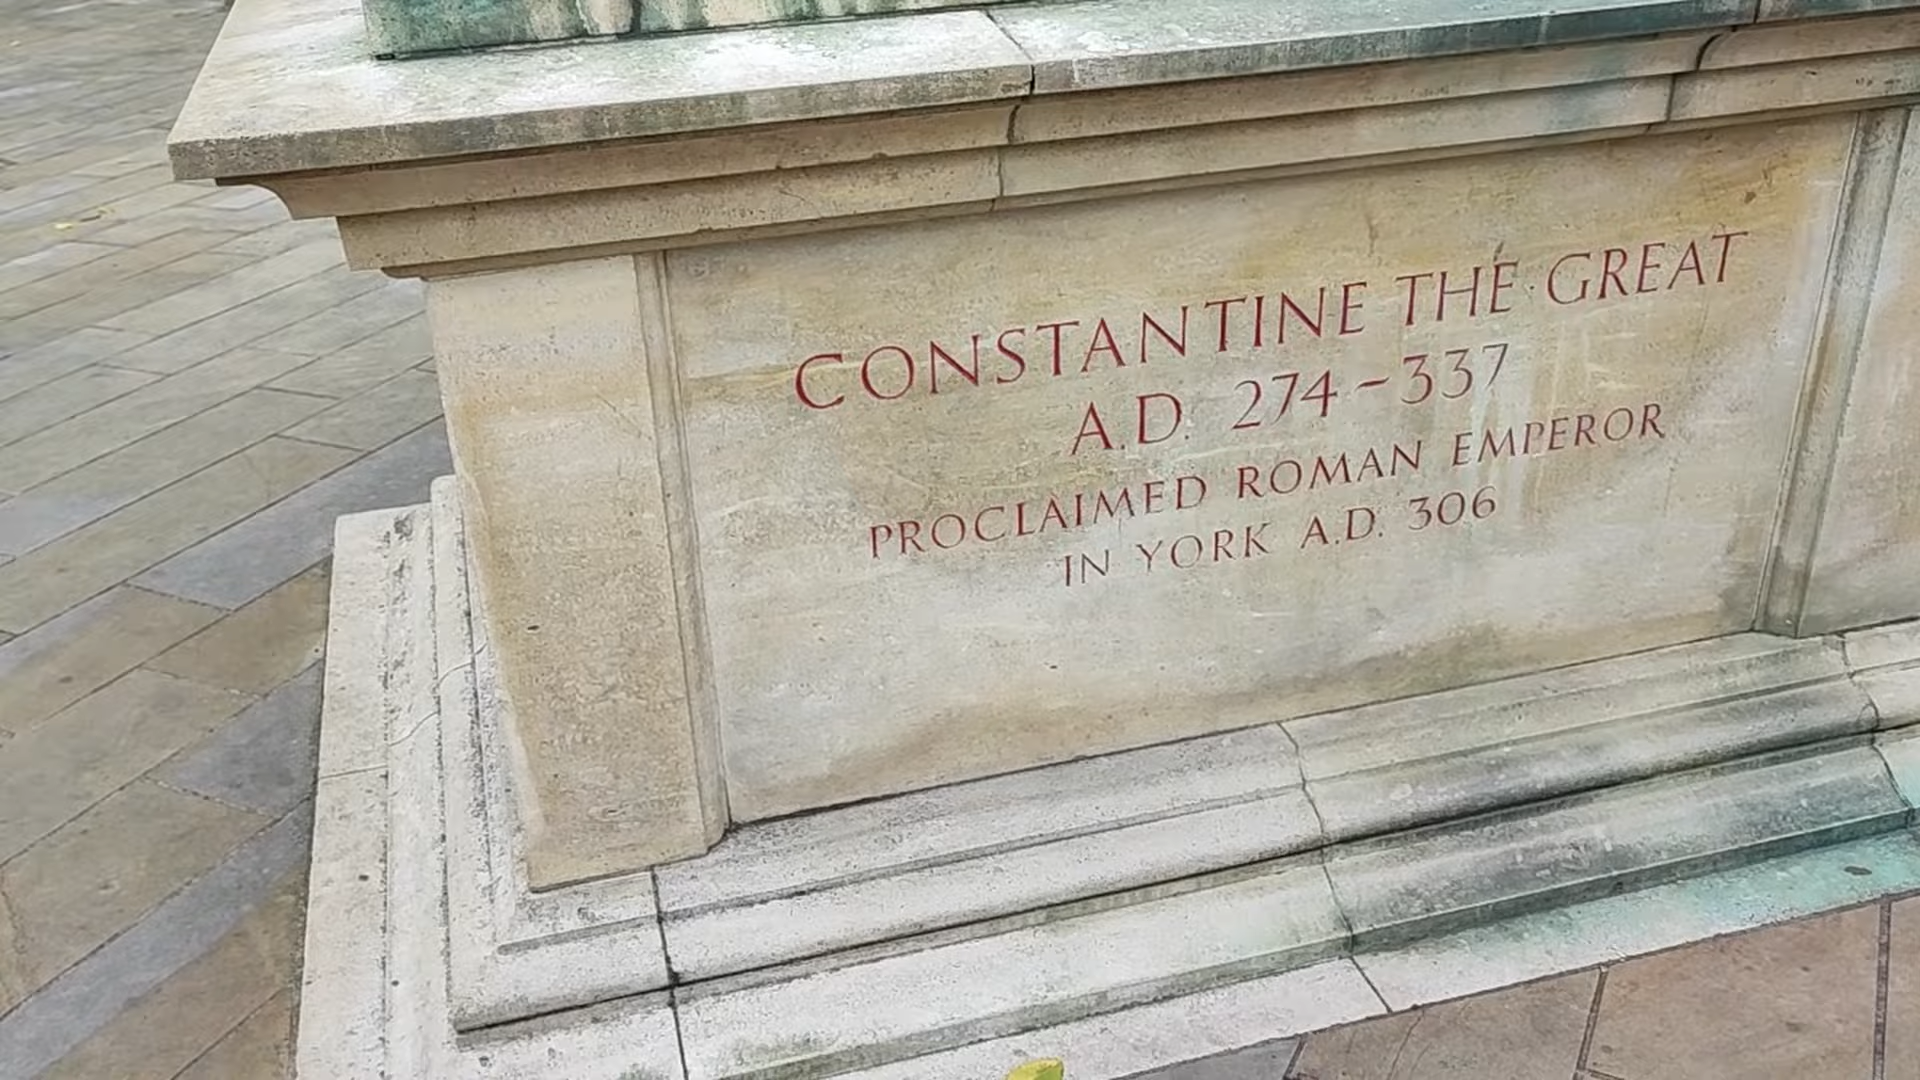 CONSTANTINE THE GREAT
A.D. 274-337
PROCLAIMED ROMAN EMPEROR
IN YORK A.D. 306